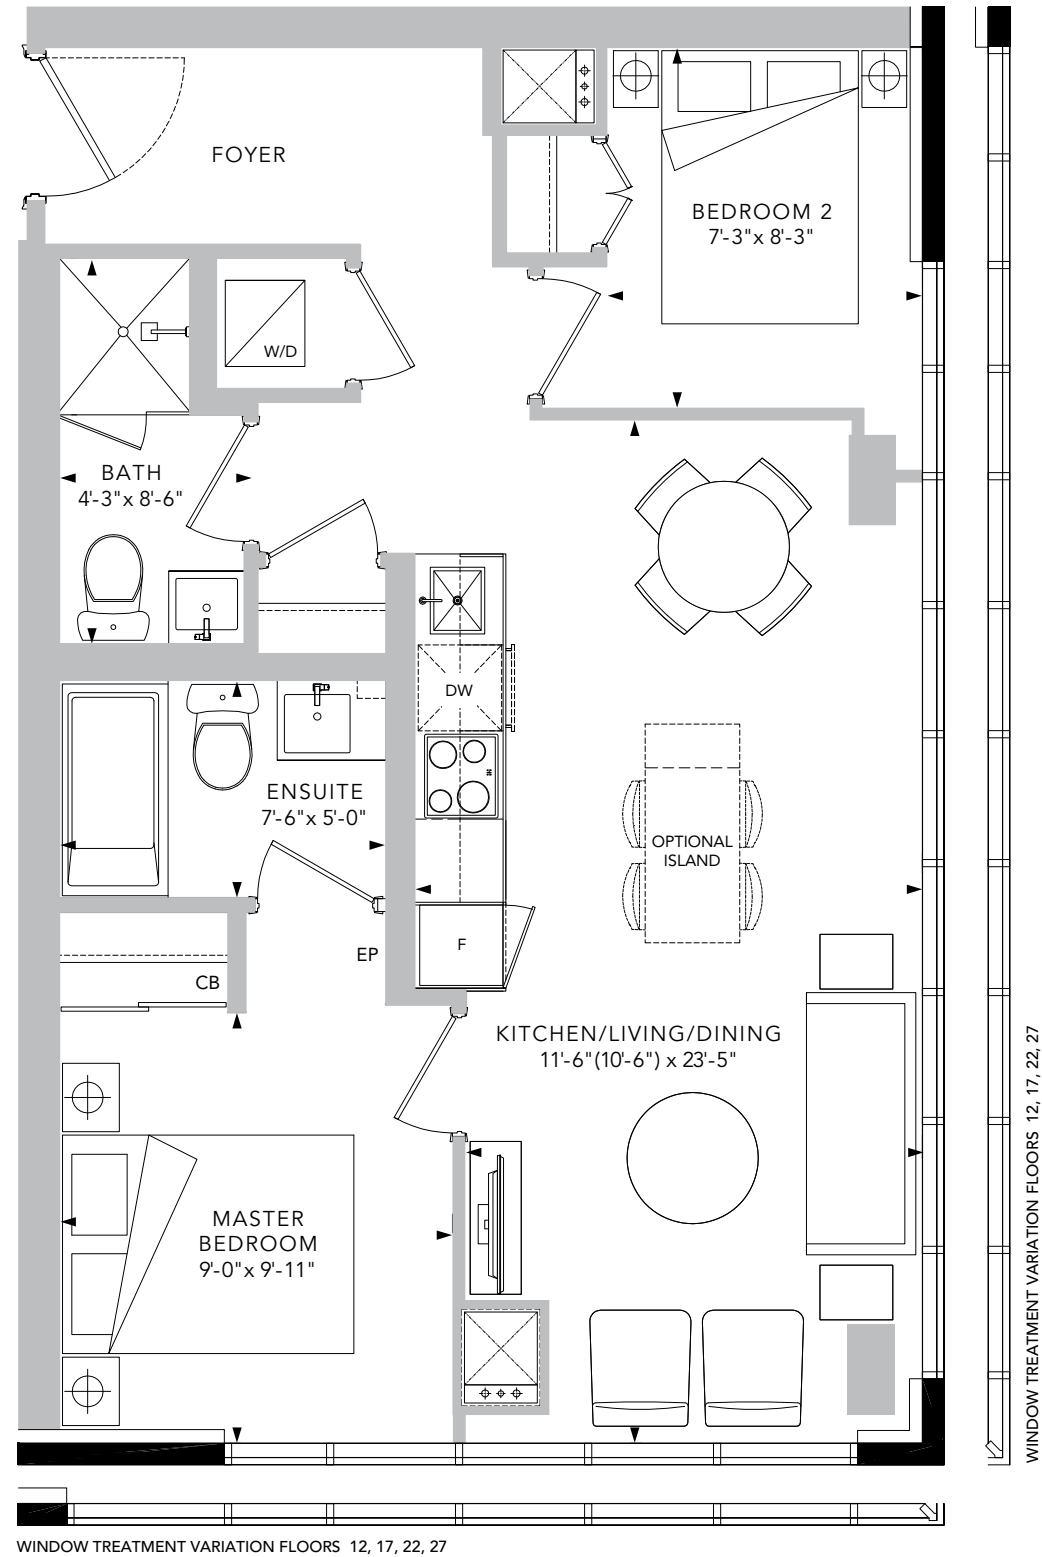 FOYER
BEDROOM 2
7'-3" x 8'-3"
W/D
BATH
4'-3" x 8'-6"
DW
ENSUITE
7'-6" x 5'-0"
OPTIONAL
ISLAND
F
EP
CB
KITCHEN/LIVING/DINING
11'-6" (10'-6") x 23'-5"
MASTER
BEDROOM
9'-0" x 9'-11"
WINDOW TREATMENT VARIATION FLOORS 12, 17, 22, 27
WINDOW TREATMENT VARIATION FLOORS 12, 17, 22, 27